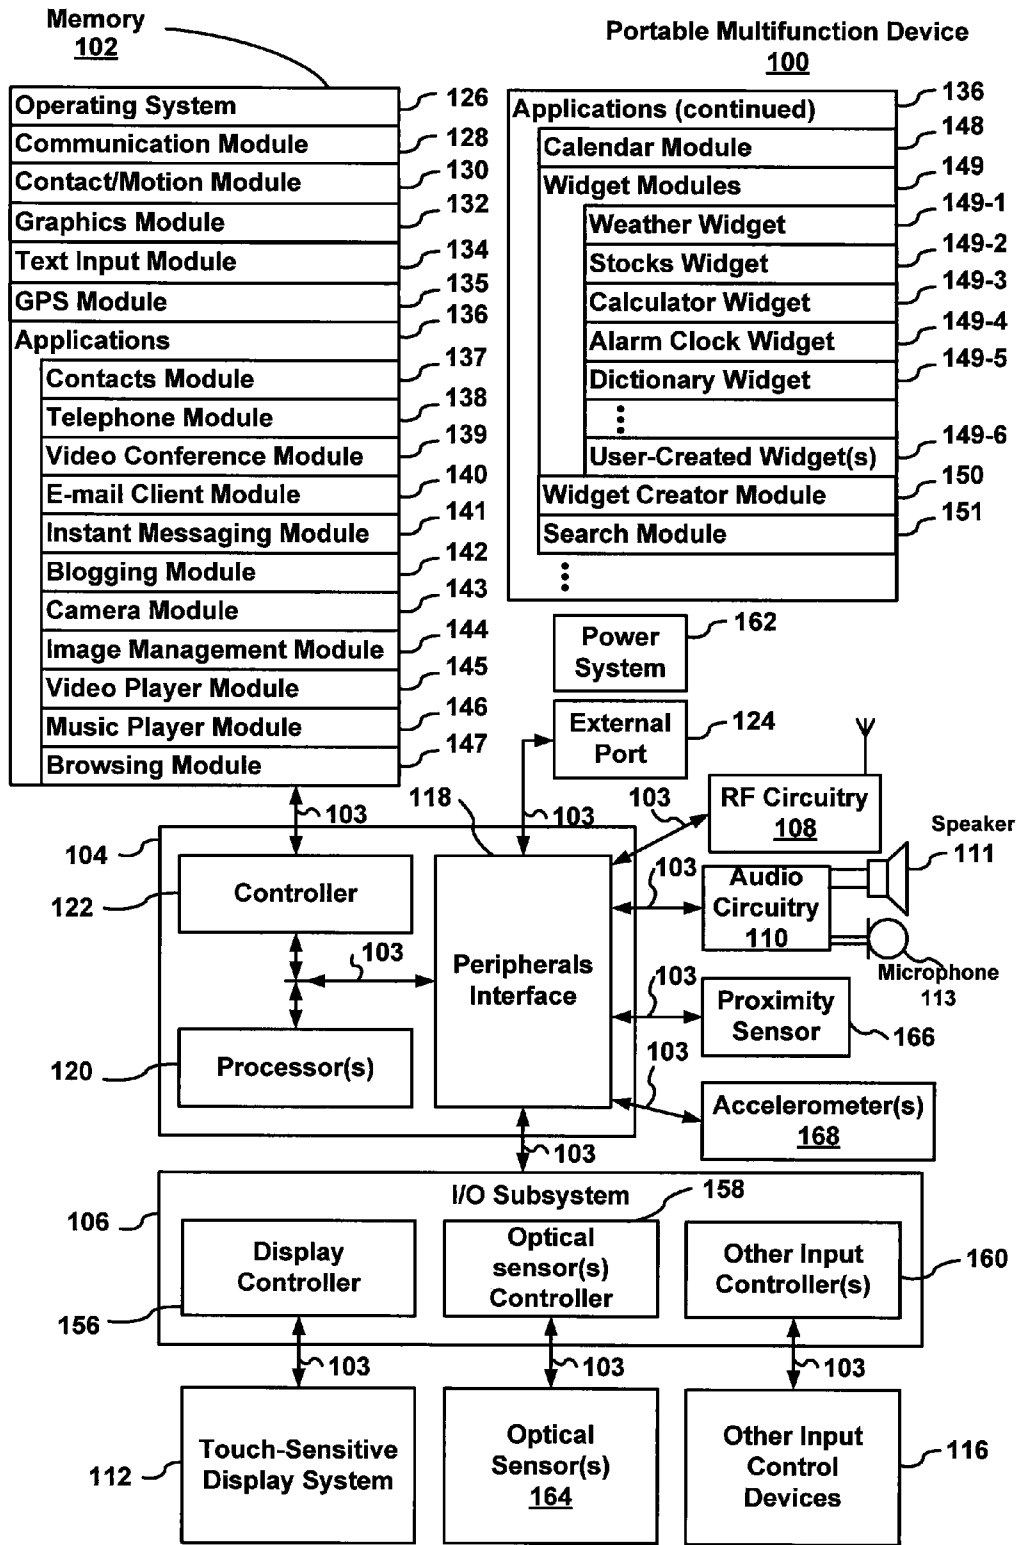 Memory
102
Operating System
126
Communication Module
128
Contact/Motion Module
130
Graphics Module
132
Text Input Module
134
GPS Module
135
Applications
136
Contacts Module
137
Telephone Module
138
Video Conference Module
139
E-mail Client Module
140
Instant Messaging Module
141
Blogging Module
142
Camera Module
143
Image Management Module
144
Video Player Module
145
Music Player Module
146
Browsing Module
147
Portable Multifunction Device
100
Applications (continued)
136
Calendar Module
148
Widget Modules
149
Weather Widget
149-1
Stocks Widget
149-2
Calculator Widget
149-3
Alarm Clock Widget
149-4
Dictionary Widget
149-5
User-Created Widget(s)
149-6
Widget Creator Module
150
Search Module
151
Power
System
162
External
Port
124
103
103
118
103
RF Circuitry
108
Speaker
111
104
Controller
122
103
Audio
Circuitry
110
103
Peripherals
Interface
Microphone
113
103
Proximity
Sensor
166
Processor(s)
120
103
Accelerometer(s)
168
103
I/O Subsystem
106
158
Display
Controller
156
Optical
sensor(s)
Controller
Other Input
Controller(s)
160
103
103
103
Touch-Sensitive
Display System
112
Optical
Sensor(s)
164
Other Input
Control
Devices
116